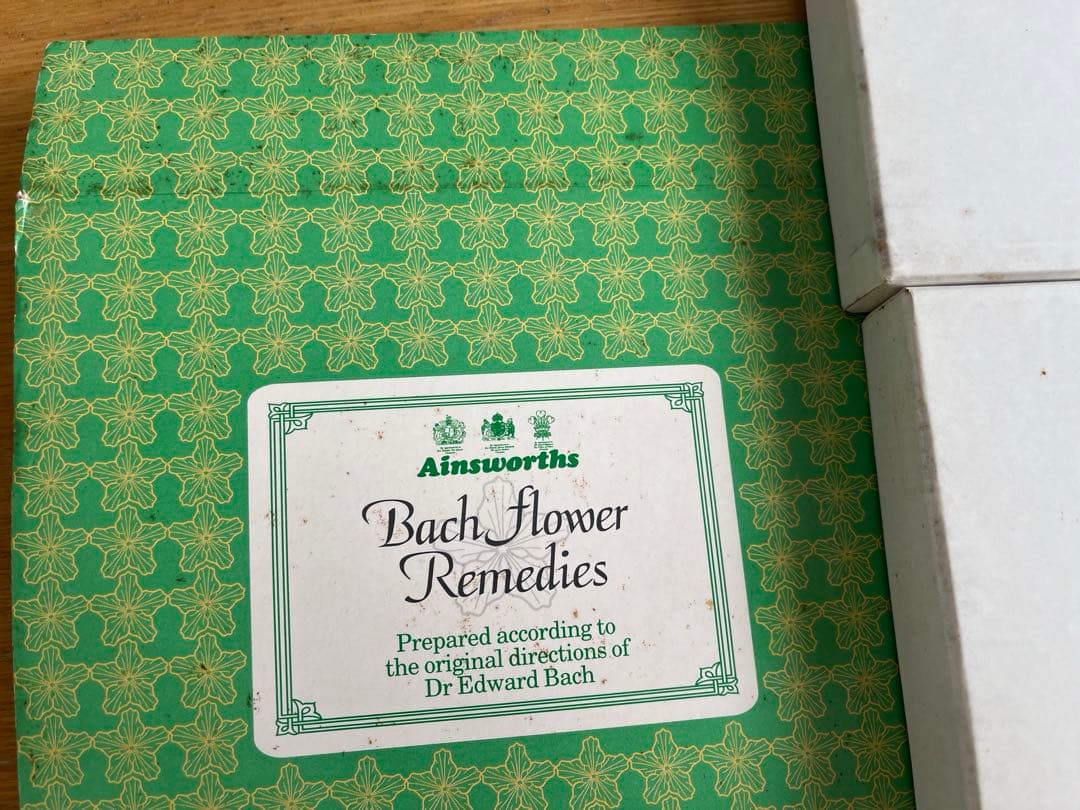 Ainsworths
Bach flower
Remedies
Prepared according to
the original directions of
Dr Edward Bach